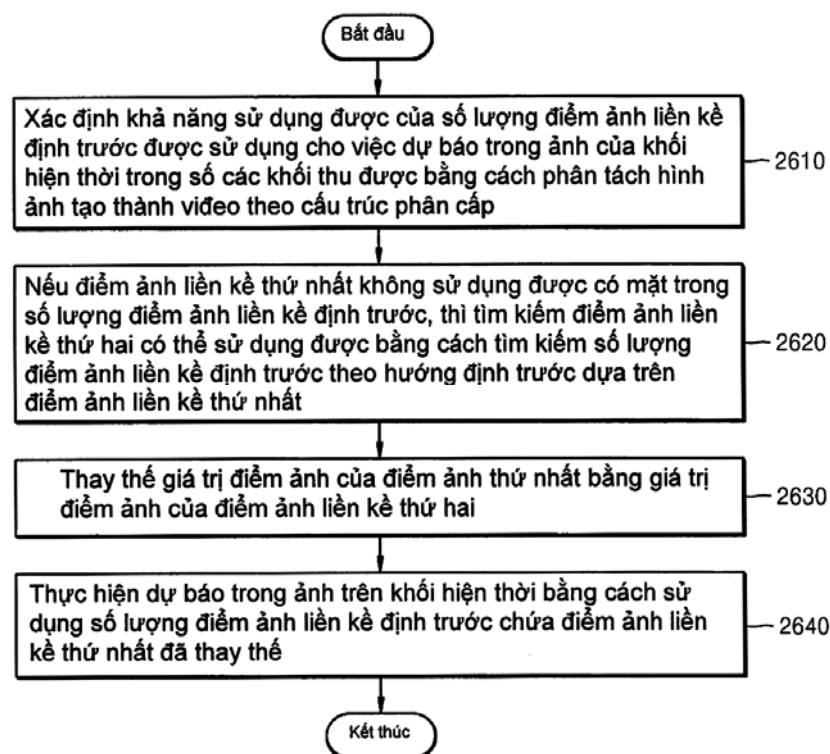 Bắt đầu
Xác định khả năng sử dụng được của số lượng điểm ảnh liền kề
định trước được sử dụng cho việc dự báo trong ảnh của khối
hiện thời trong số các khối thu được bằng cách phân tách hình
ảnh tạo thành viđeo theo cấu trúc phân cấp
2610
Nếu điểm ảnh liền kề thứ nhất không sử dụng được có mặt trong
số lượng điểm ảnh liền kề định trước, thì tìm kiếm điểm ảnh liền
kề thứ hai có thể sử dụng được bằng cách tìm kiếm số lượng
điểm ảnh liền kề định trước theo hướng định trước dựa trên
điểm ảnh liền kề thứ nhất
2620
Thay thế giá trị điểm ảnh của điểm ảnh thứ nhất bằng giá trị
điểm ảnh của điểm ảnh liền kề thứ hai
2630
Thực hiện dự báo trong ảnh trên khối hiện thời bằng cách sử
dụng số lượng điểm ảnh liền kề định trước chứa điểm ảnh liền
kề thứ nhất đã thay thế
2640
Kết thúc